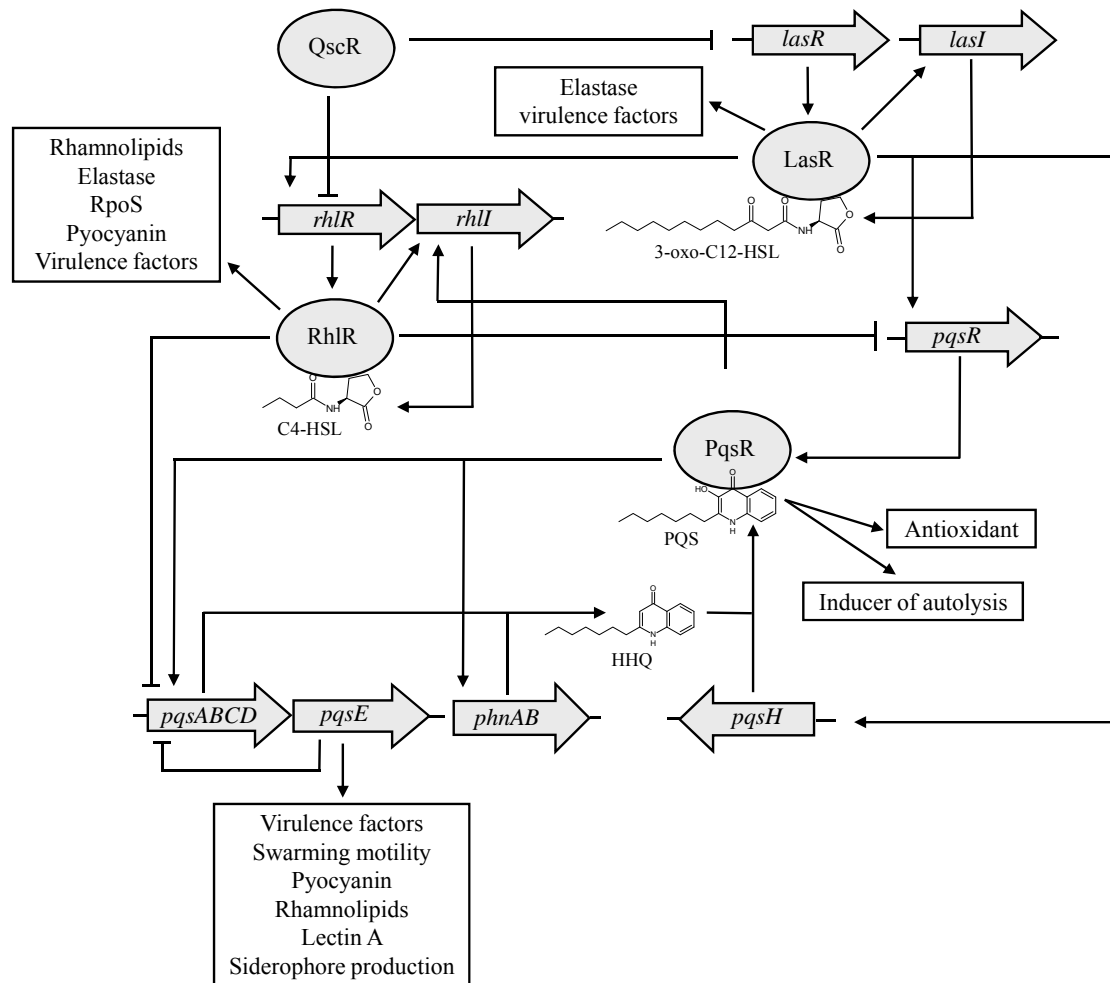 QscR
lasR
lasI
Elastase
virulence factors
LasR
Rhamnolipids
Elastase
RpoS
Pyocyanin
Virulence factors
rhlR
rhlI
O
O
O
N
H
O
3-oxo-C12-HSL
RhlR
pqsR
O
O
NH
O
C4-HSL
PqsR
O
HO
N
H
PQS
Antioxidant
Inducer of autolysis
O
N
H
HHQ
pqsABCD
pqsE
phnAB
pqsH
Virulence factors
Swarming motility
Pyocyanin
Rhamnolipids
Lectin A
Siderophore production